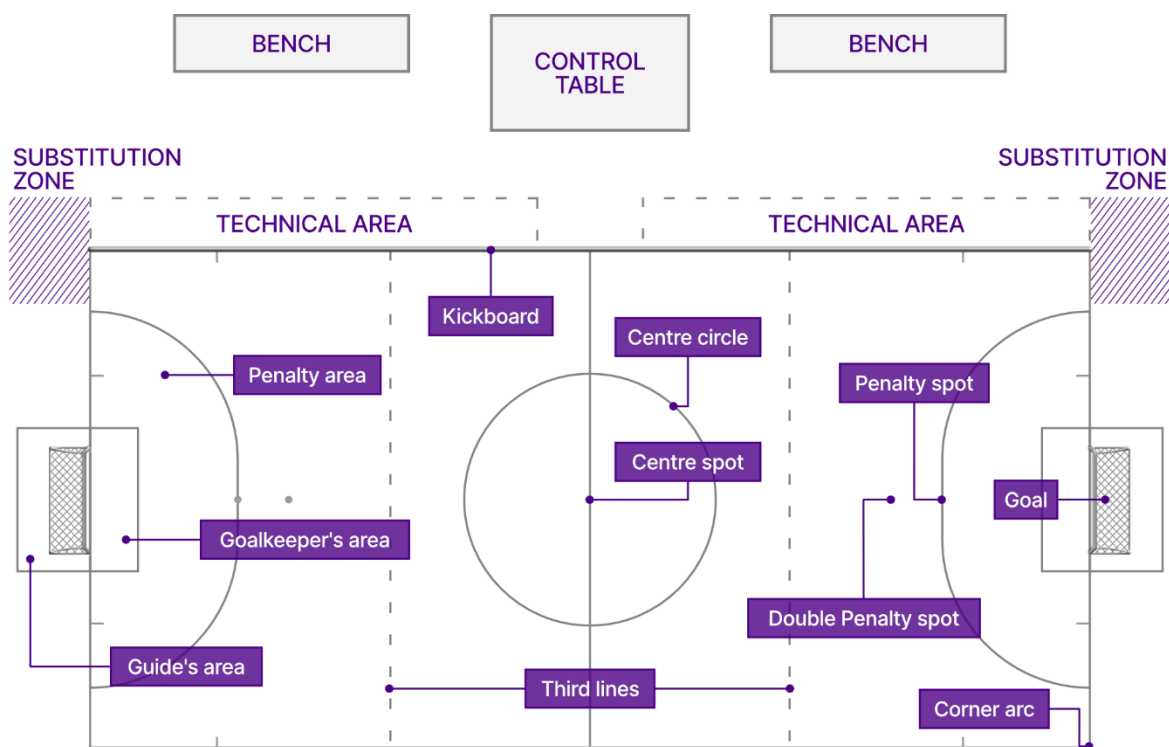 BENCH
CONTROL
TABLE
BENCH
SUBSTITUTION
ZONE
SUBSTITUTION
ZONE
TECHNICAL AREA
TECHNICAL AREA
Kickboard
Centre circle
Penalty area
Penalty spot
Centre spot
Goal
Goalkeeper's area
Double Penalty spot
Guide's area
Third lines
Corner arc